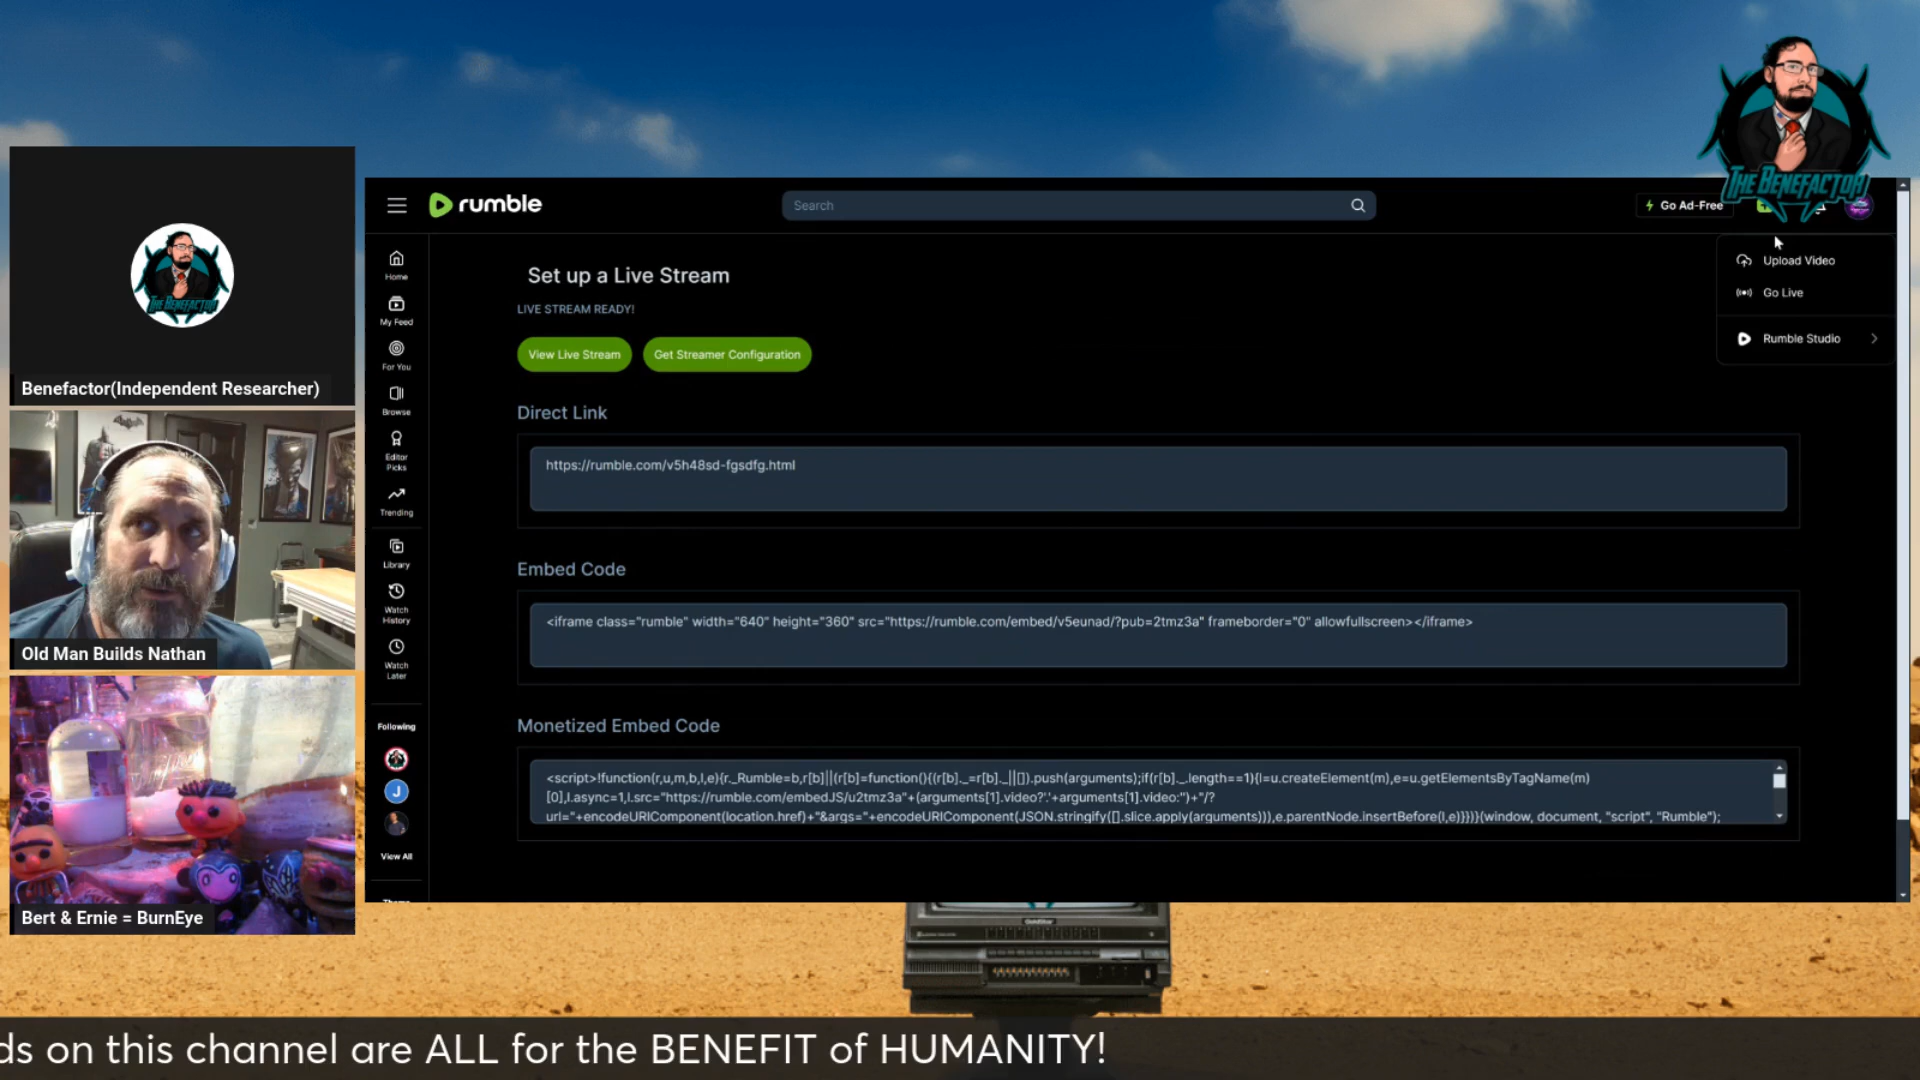 THE BENEFACTOR
rumble
Search
Go Ad-Free
Upload Video
Go Live
Rumble Studio
Home
My Feed
For You
Browse
Editor
Picks
Trending
Library
Watch
History
Watch
Later
Following
J
View All
Set up a Live Stream
LIVE STREAM READY!
View Live Stream
Get Streamer Configuration
Direct Link
https://rumble.com/v5h48sd-fgsdfg.html
Embed Code
<iframe class="rumble" width="640" height="360" src="https://rumble.com/embed/v5eunad/?pub=2tmz3a" frameborder="0" allowfullscreen></iframe>
Monetized Embed Code
<script>!function(r,u,m,b,l,e){r._Rumble=b,r[b]||(r[b]=function(){(r[b]._=r[b]._||[]).push(arguments);if(r[b]._.length==1){l=u.createElement(m),e=u.getElementsByTagName(m)
[0],l.async=1,l.src="https://rumble.com/embedJS/u2tmz3a"+(arguments[1].video?'.'+arguments[1].video:'')+"/?
url="+encodeURIComponent(location.href)+"&args="+encodeURIComponent(JSON.stringify([].slice.apply(arguments))),e.parentNode.insertBefore(l,e)}})}(window, document, "script", "Rumble");
THE BENEFACTOR
Benefactor(Independent Researcher)
Old Man Builds Nathan
Bert & Ernie = BurnEye
GoldStar
ds on this channel are ALL for the BENEFIT of HUMANITY!